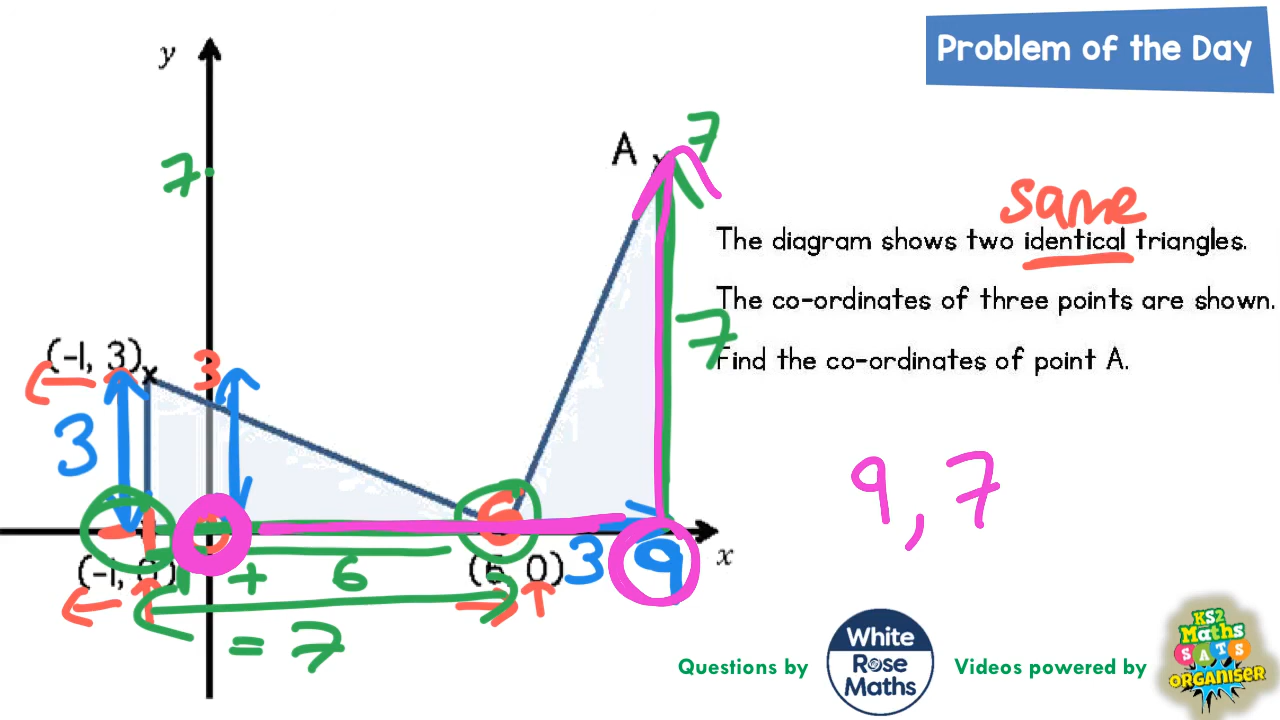 Problem of the Day
y
A
7
7
same
The diagram shows two identical triangles.
The co-ordinates of three points are shown.
7
Find the co-ordinates of point A.
(-1, 3)
x
3
3
9, 7
6
x
(-1, 0)
1 + 6
(6, 0)
3
9
= 7
Questions by
White
Rose
Maths
Videos powered by
KS2
Maths
SATS
ORGANISER